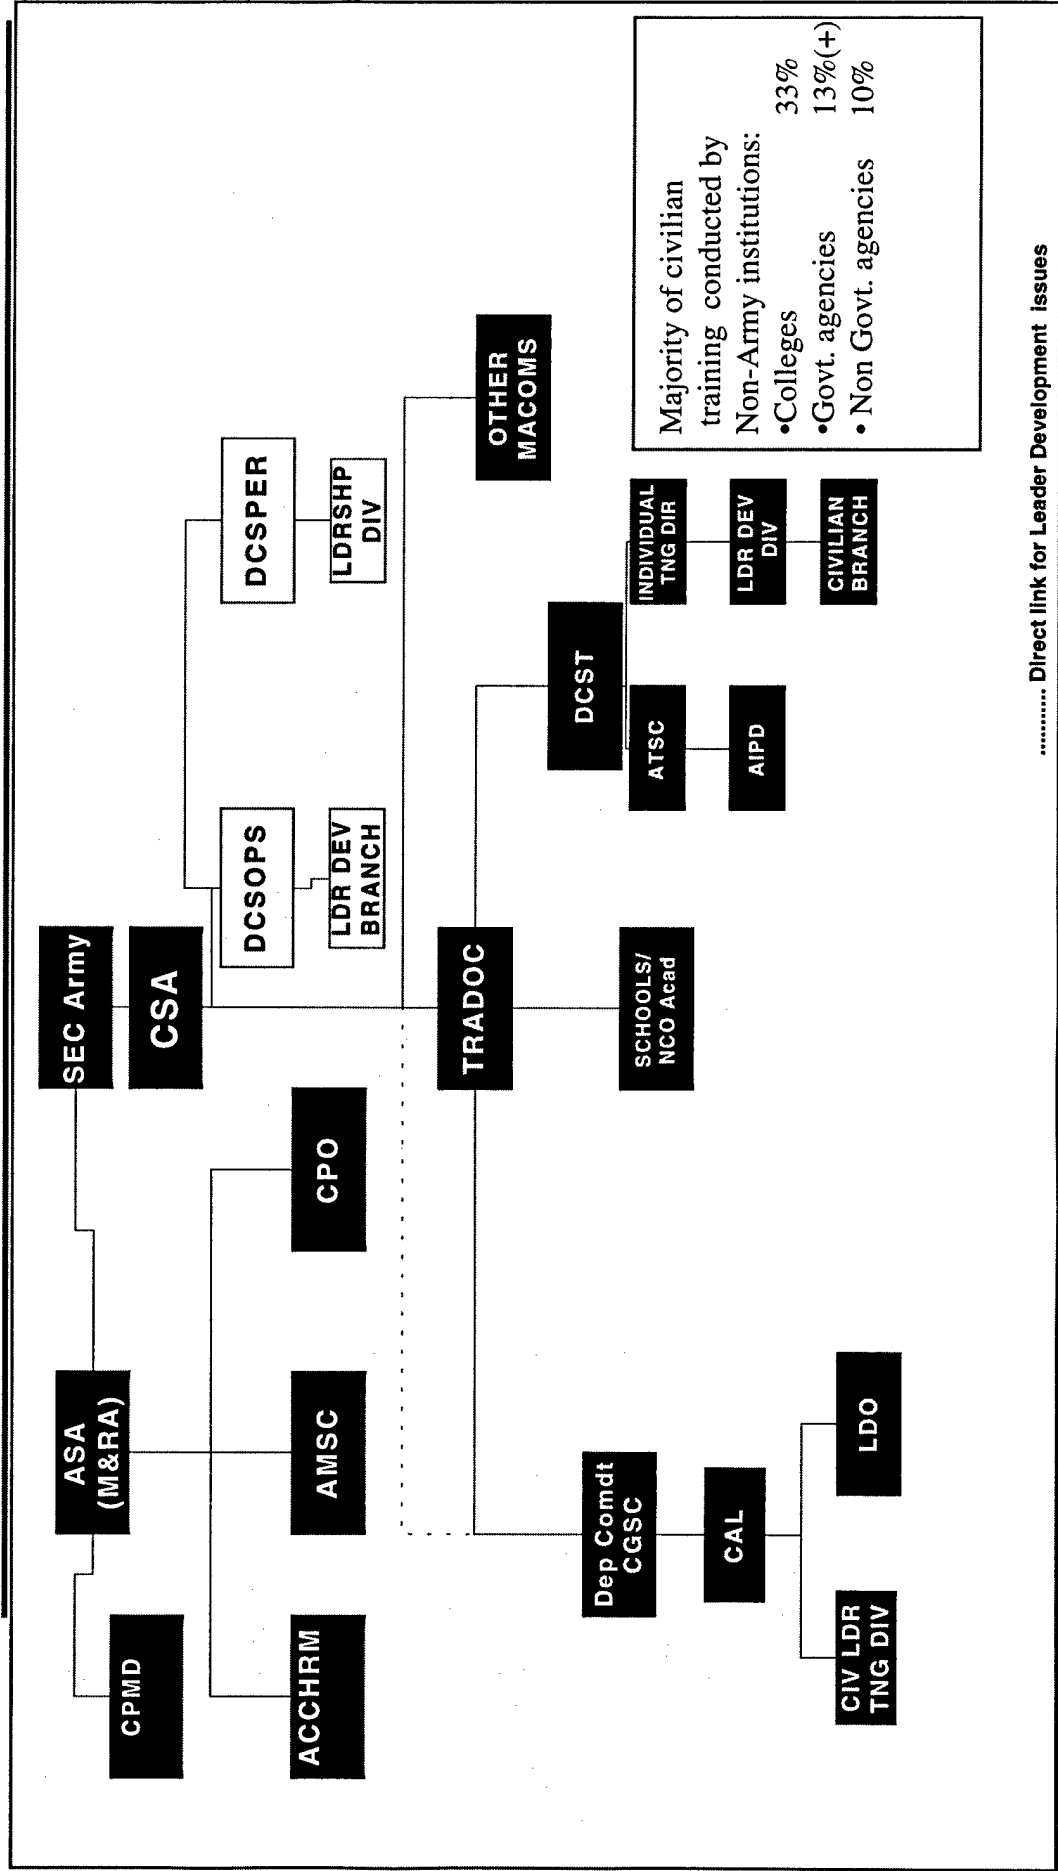 SEC Army
ASA
(M&RA)
CSA
CPMD
DCSOPS
DCSPER
ACCHRM
AMSC
CPO
LDR DEV
BRANCH
LDRSHP
DIV
TRADOC
OTHER
MACOMS
DCST
Dep Comdt
CGSC
SCHOOLS/
NCO Acad
ATSC
INDIVIDUAL
TNG DIR
CAL
AIPD
LDR DEV
DIV
CIV LDR
TNG DIV
LDO
CIVILIAN
BRANCH
Majority of civilian
training conducted by
Non-Army institutions:
•Colleges 33%
•Govt. agencies 13%(+)
• Non Govt. agencies 10%
........... Direct link for Leader Development issues